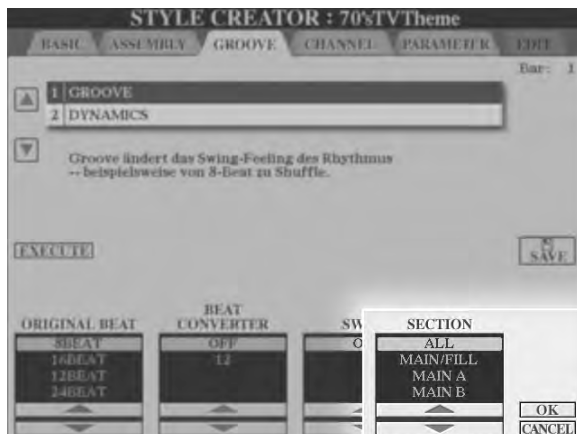 STYLE CREATOR : 70'sTVTheme
BASIC ASSEMBLY GROOVE CHANNEL PARAMETER EDIT
Bar: 1
1 GROOVE
2 DYNAMICS
Groove ändert das Swing-Feeling des Rhythmus
-- beispielsweise von 8-Beat zu Shuffle.
EXECUTE
SAVE
ORIGINAL BEAT BEAT CONVERTER SW SECTION
8BEAT OFF O ALL
16BEAT 12 MAIN/FILL
12BEAT MAIN A
24BEAT MAIN B
OK
CANCEL